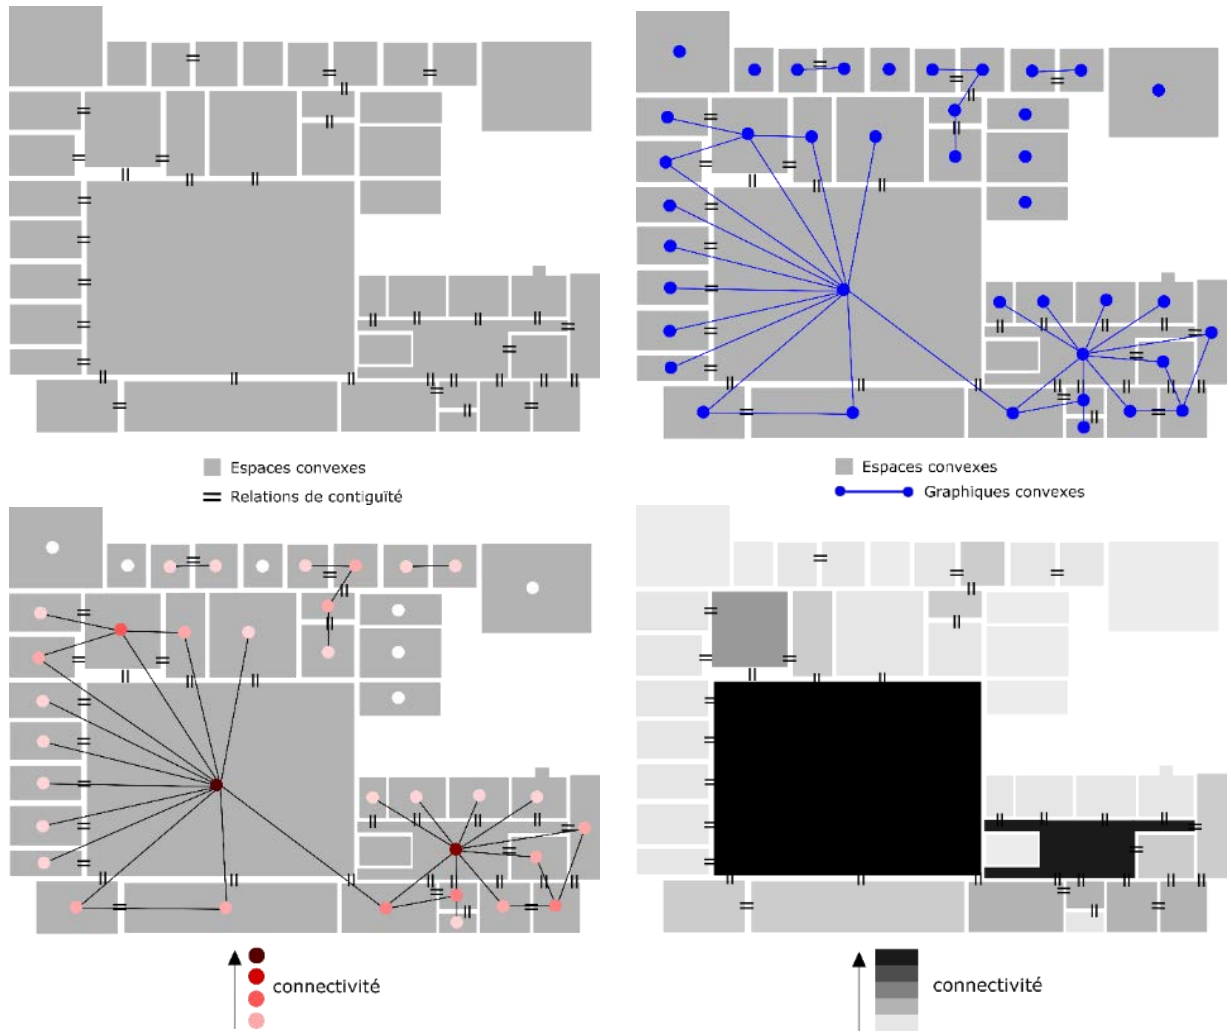 Espaces convexes
Relations de contiguïté
Espaces convexes
Graphiques convexes
connectivité
connectivité